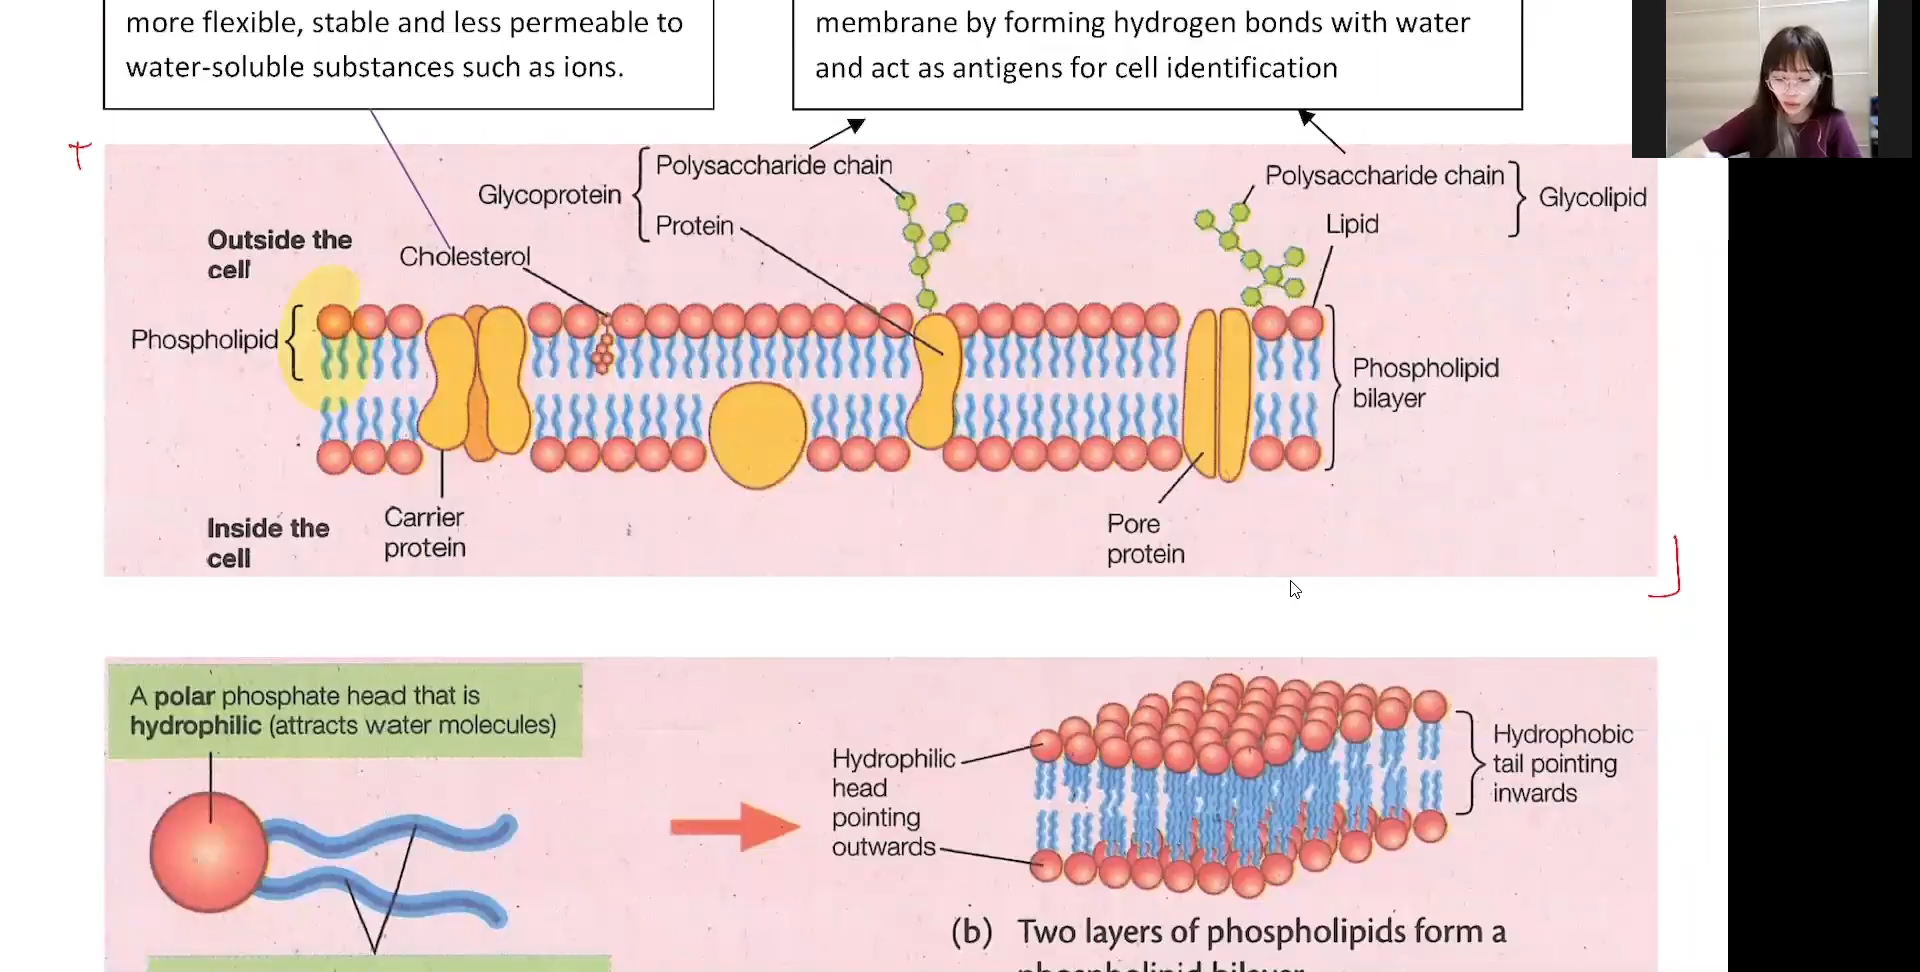 more flexible, stable and less permeable to
water-soluble substances such as ions.
membrane by forming hydrogen bonds with water
and act as antigens for cell identification
Polysaccharide chain
Glycoprotein
Protein
Polysaccharide chain
Glycolipid
Lipid
Outside the
cell
Cholesterol
Phospholipid
Phospholipid
bilayer
Inside the
cell
Carrier
protein
Pore
protein
A polar phosphate head that is
hydrophilic (attracts water molecules)
Hydrophilic
head
pointing
outwards
Hydrophobic
tail pointing
inwards
(b) Two layers of phospholipids form a
phospholipid bilayer